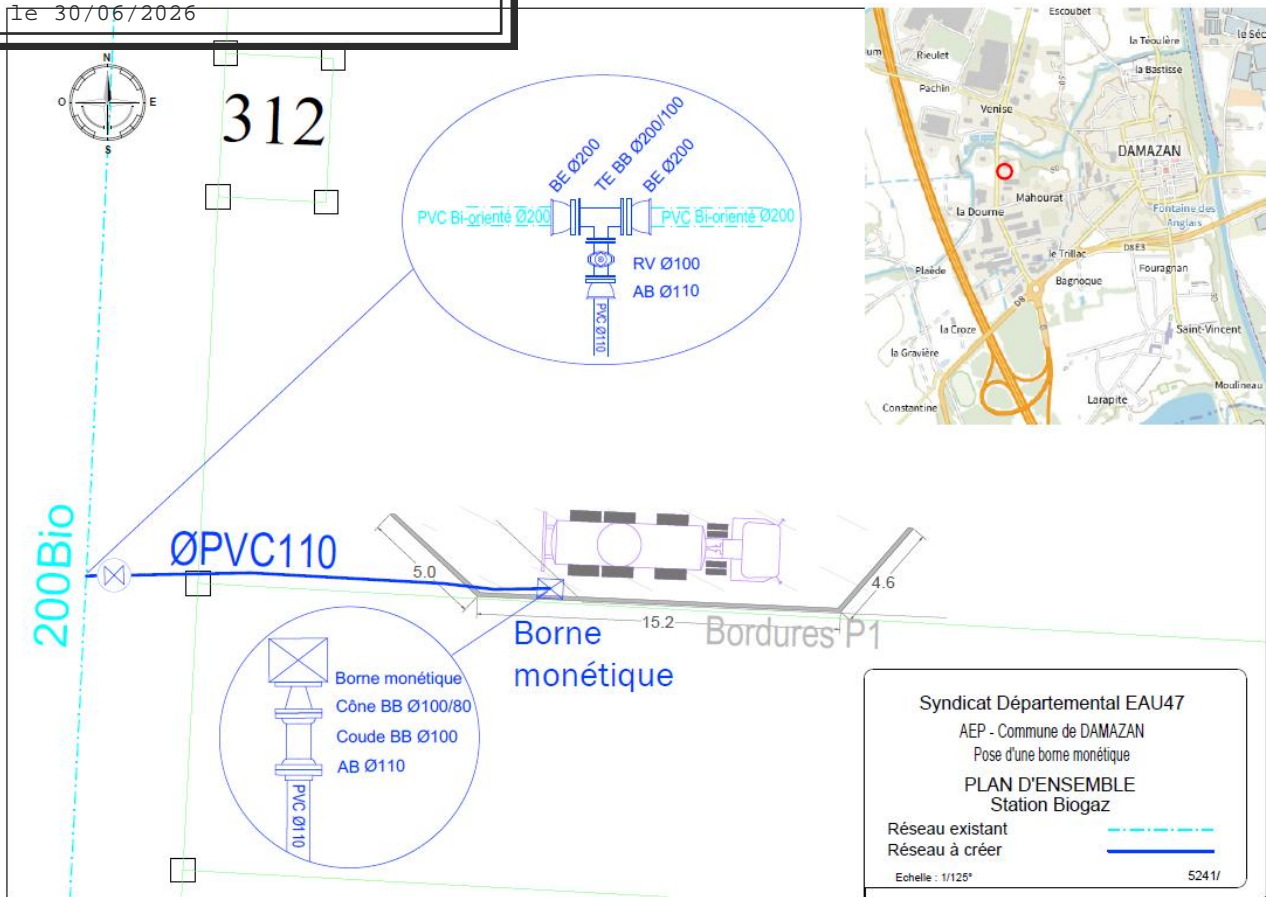 le 30/06/2026
N
O
E
S
312
BE Ø200
TE BB Ø200/100
BE Ø200
PVC Bi-orienté Ø200
PVC Bi-orienté Ø200
RV Ø100
AB Ø110
PVC Ø110
Escoubet
la Téoulère
le Séc
um
Rieulet
la Bastisse
Pachin
Venise
DAMAZAN
Mahourat
la Dourne
Fontaine des
Anglais
le Trillac
D8E3
Plaède
Bagnoque
Fouragnan
D8
la Croze
Saint-Vincent
la Gravière
Moulineau
Constantine
Larapite
200Bio
ØPVC110
5.0
4.6
15.2
Bordures P1
Borne
monétique
Borne monétique
Cône BB Ø100/80
Coude BB Ø100
AB Ø110
PVC Ø110
Syndicat Départemental EAU47
AEP - Commune de DAMAZAN
Pose d'une borne monétique
PLAN D'ENSEMBLE
Station Biogaz
Réseau existant
Réseau à créer
Echelle : 1/125°
5241/